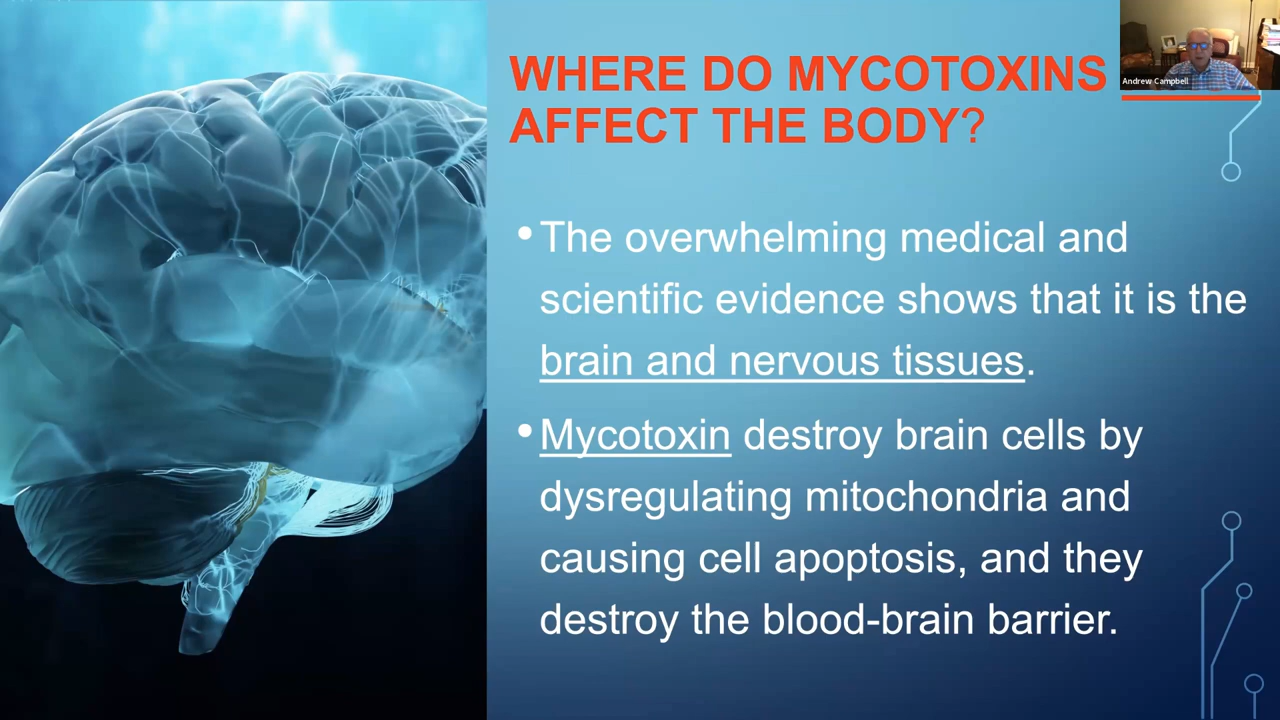 WHERE DO MYCOTOXINS
AFFECT THE BODY?
Andrew Campbell
• The overwhelming medical and
scientific evidence shows that it is the
brain and nervous tissues.
• Mycotoxin destroy brain cells by
dysregulating mitochondria and
causing cell apoptosis, and they
destroy the blood-brain barrier.